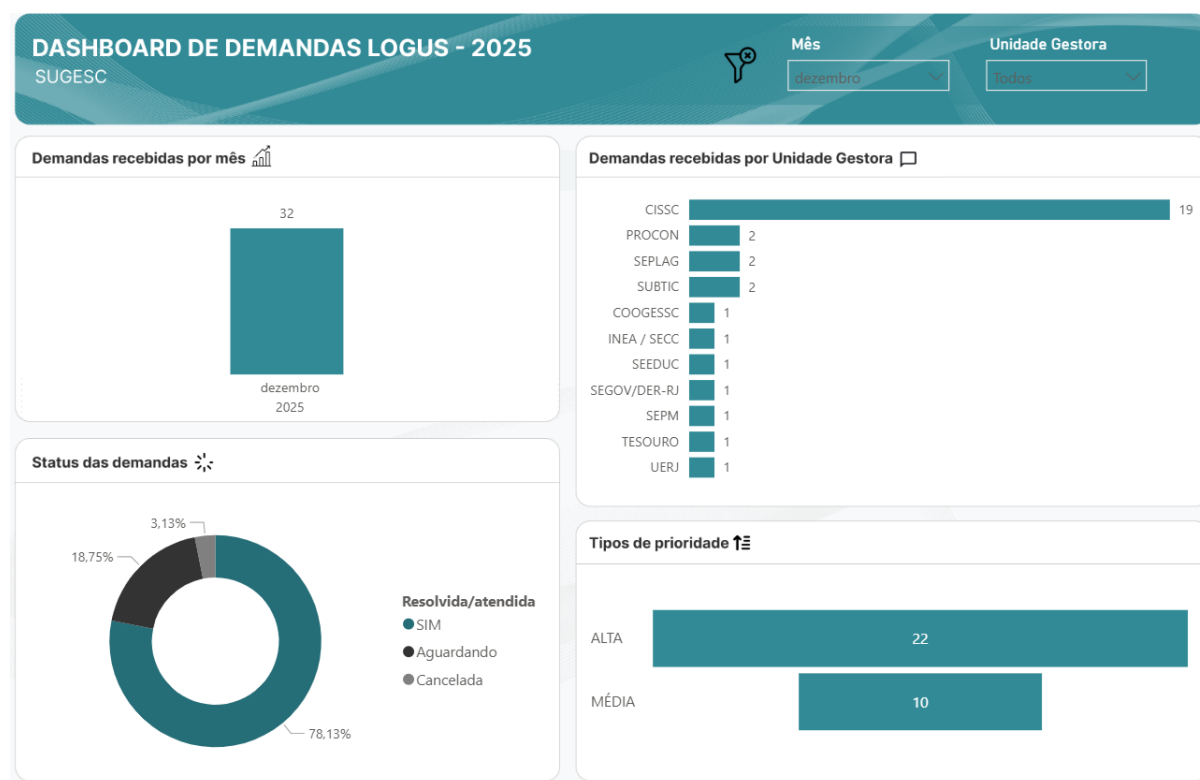 DASHBOARD DE DEMANDAS LOGUS - 2025
SUGESC
Mês
dezembro
Unidade Gestora
Todos
Demandas recebidas por mês
32
dezembro
2025
Demandas recebidas por Unidade Gestora
CISSC 19
PROCON 2
SEPLAG 2
SUBTIC 2
COOGESSC 1
INEA / SECC 1
SEEDUC 1
SEGOV/DER-RJ 1
SEPM 1
TESOURO 1
UERJ 1
Status das demandas
3,13%
18,75%
78,13%
Resolvida/atendida
SIM
Aguardando
Cancelada
Tipos de prioridade
ALTA 22
MÉDIA 10